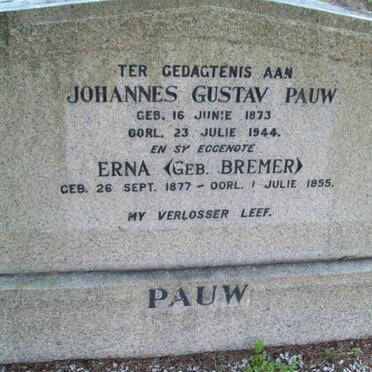 TER GEDAGTENIS AAN
JOHANNES GUSTAV PAUW
GEB. 16 JUNIE 1873
OORL. 23 JULIE 1944.
EN SY EGGENOTE
ERNA (GEB. BREMER)
GEB. 26 SEPT. 1877 - OORL. 1 JULIE 1955.
MY VERLOSSER LEEF.
PAUW